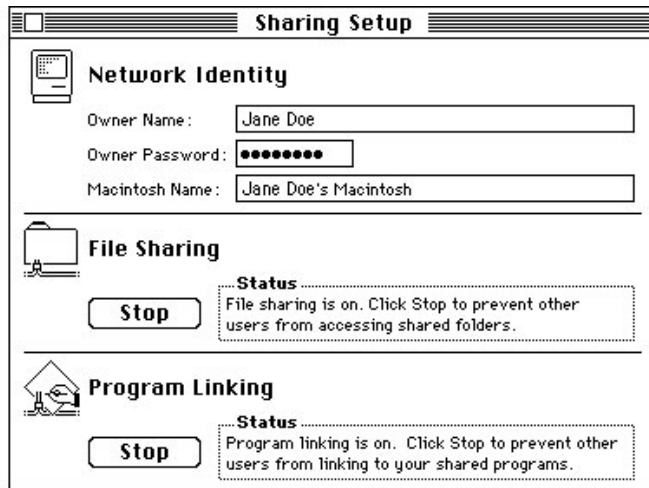 Sharing Setup
Network Identity
Owner Name: Jane Doe
Owner Password: ●●●●●●●●
Macintosh Name: Jane Doe's Macintosh
File Sharing
Status
Stop
File sharing is on. Click Stop to prevent other
users from accessing shared folders.
Program Linking
Status
Stop
Program linking is on. Click Stop to prevent other
users from linking to your shared programs.